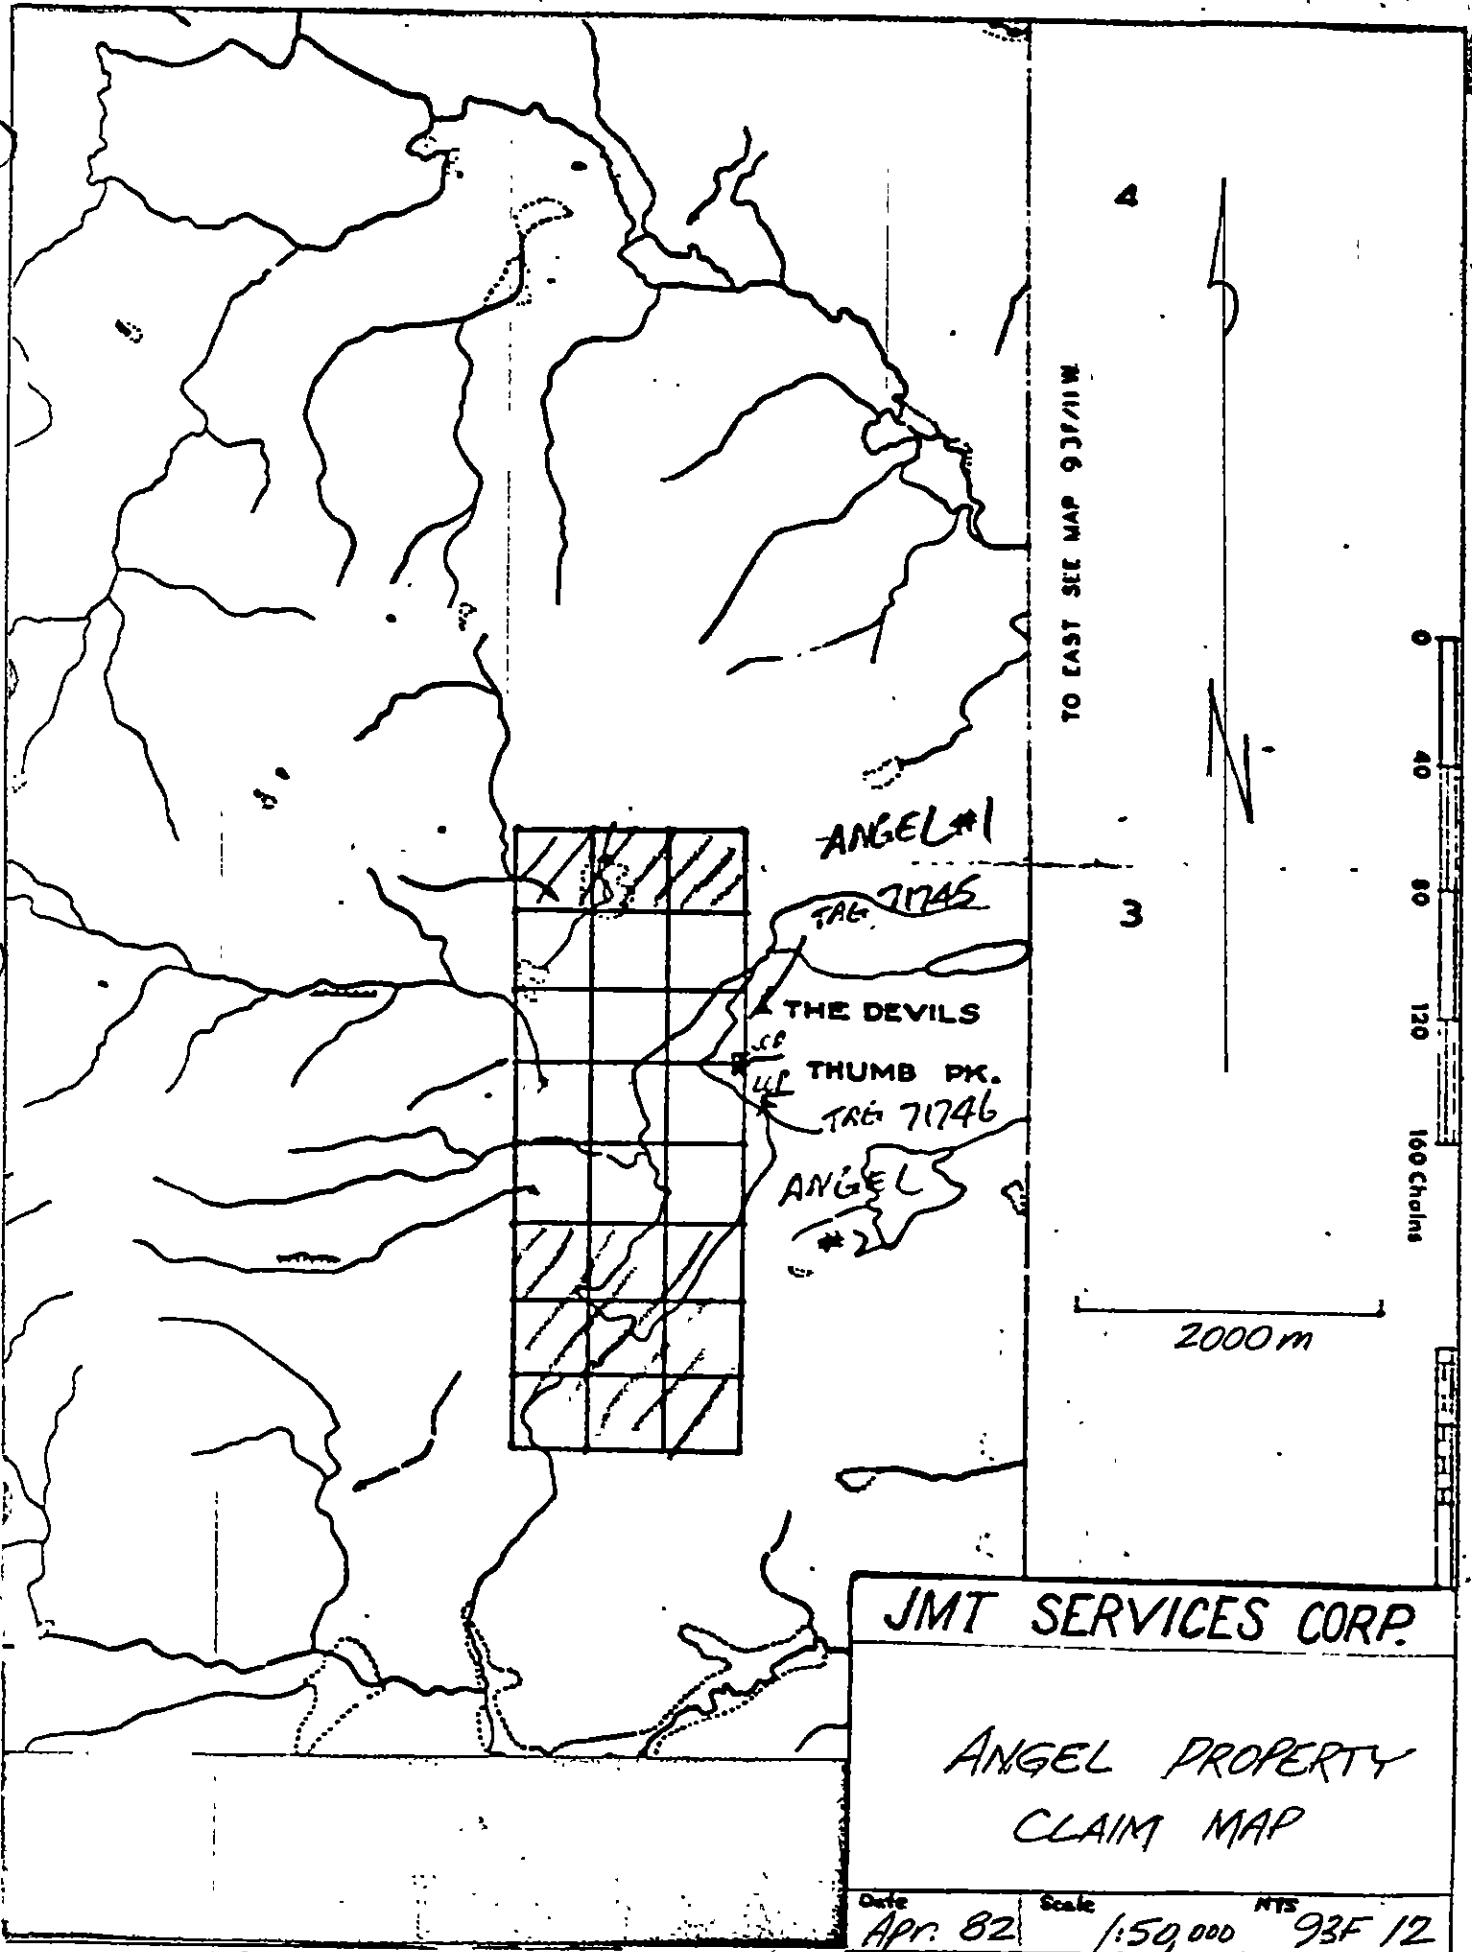 4
TO EAST SEE MAP 93F/11W
0
40
80
120
160 Chains
ANGEL #1
TAG 71745
3
THE DEVILS
THUMB PK.
TAG 71746
ANGEL
#2
N
2000 m
JMT SERVICES CORP.
ANGEL PROPERTY
CLAIM MAP
Date Scale NTS
Apr. 82 1:50,000 93F 12